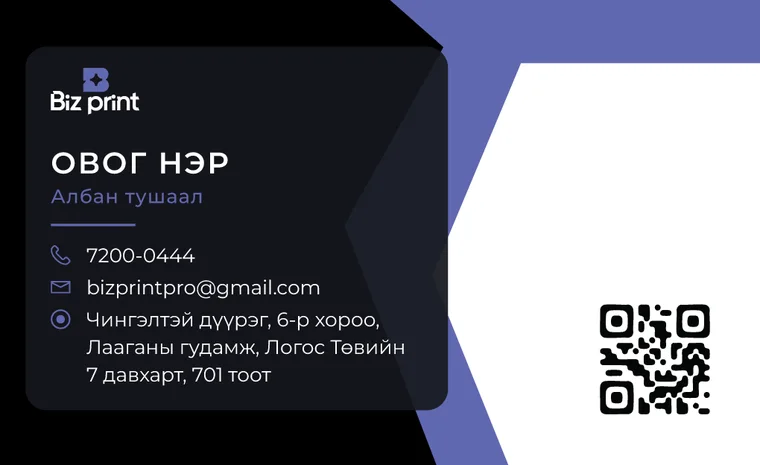 Biz print
ОВОГ НЭР
Албан тушаал
7200-0444
bizprintpro@gmail.com
Чингэлтэй дүүрэг, 6-р хороо,
Лааганы гудамж, Логос Төвийн
7 давхарт, 701 тоот